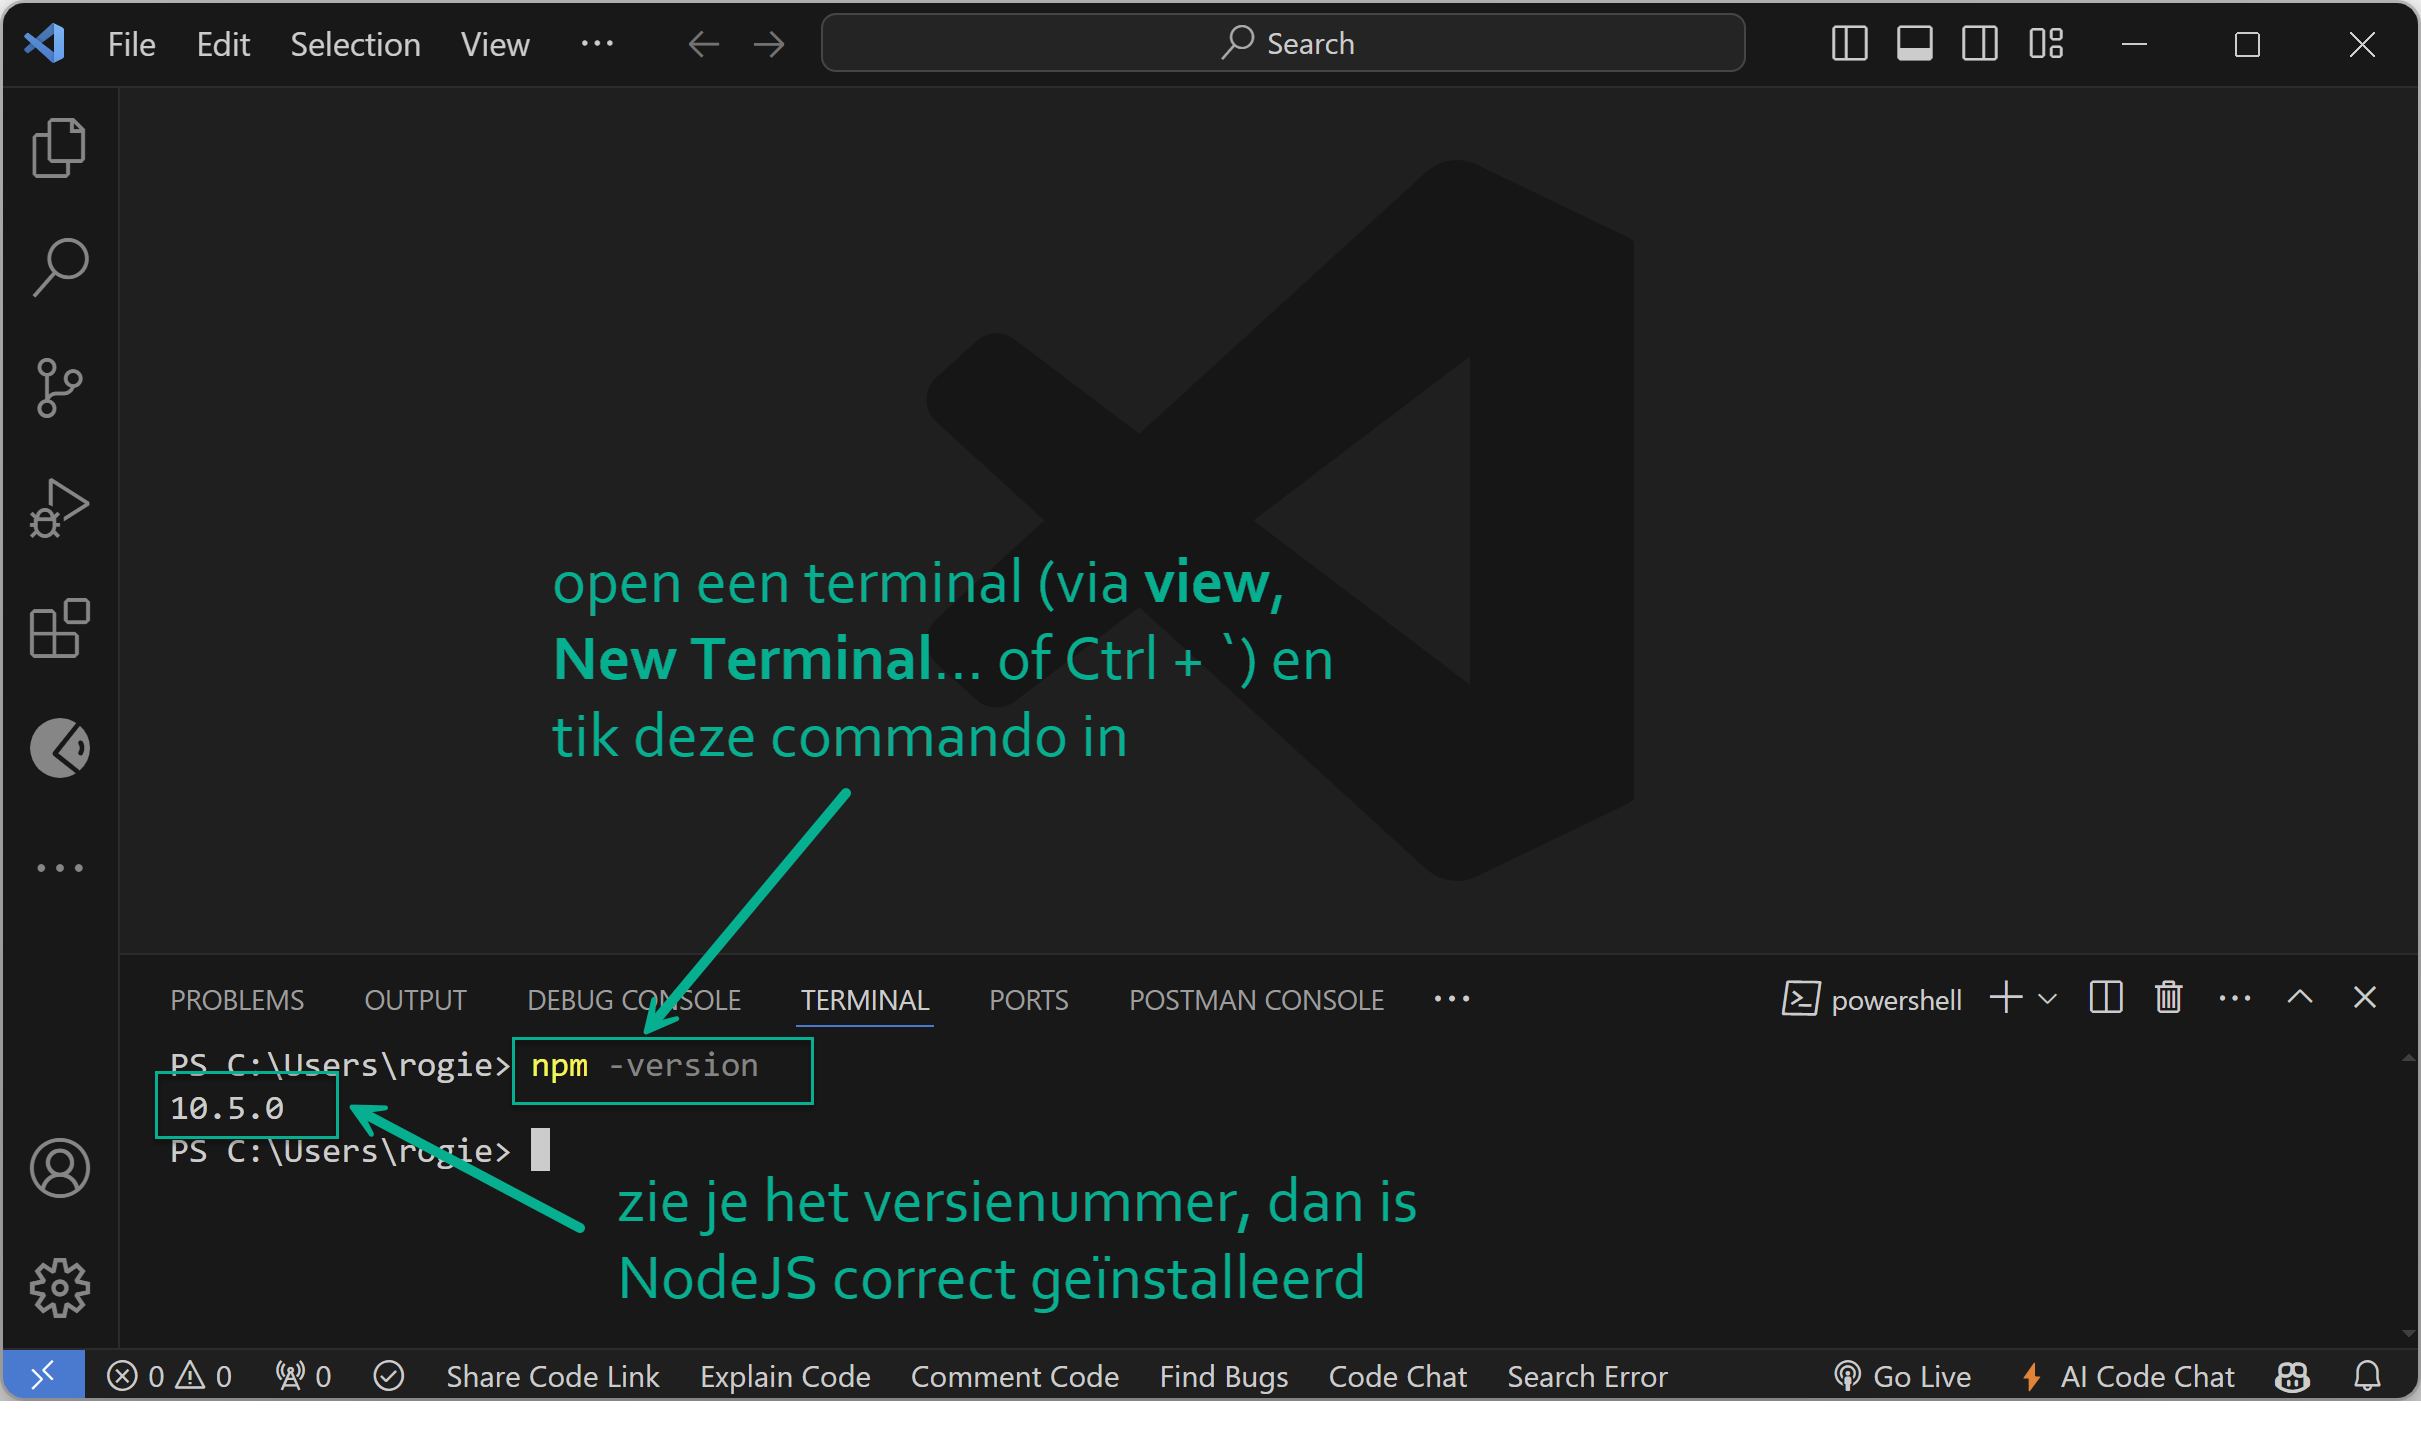 File Edit Selection View ··· Search
open een terminal (via view,
New Terminal... of Ctrl + `) en
tik deze commando in
PROBLEMS OUTPUT DEBUG CONSOLE TERMINAL PORTS POSTMAN CONSOLE ··· powershell
PS C:\Users\rogie> npm -version
10.5.0
PS C:\Users\rogie>
zie je het versienummer, dan is
NodeJS correct geïnstalleerd
0 0 0 Share Code Link Explain Code Comment Code Find Bugs Code Chat Search Error Go Live AI Code Chat